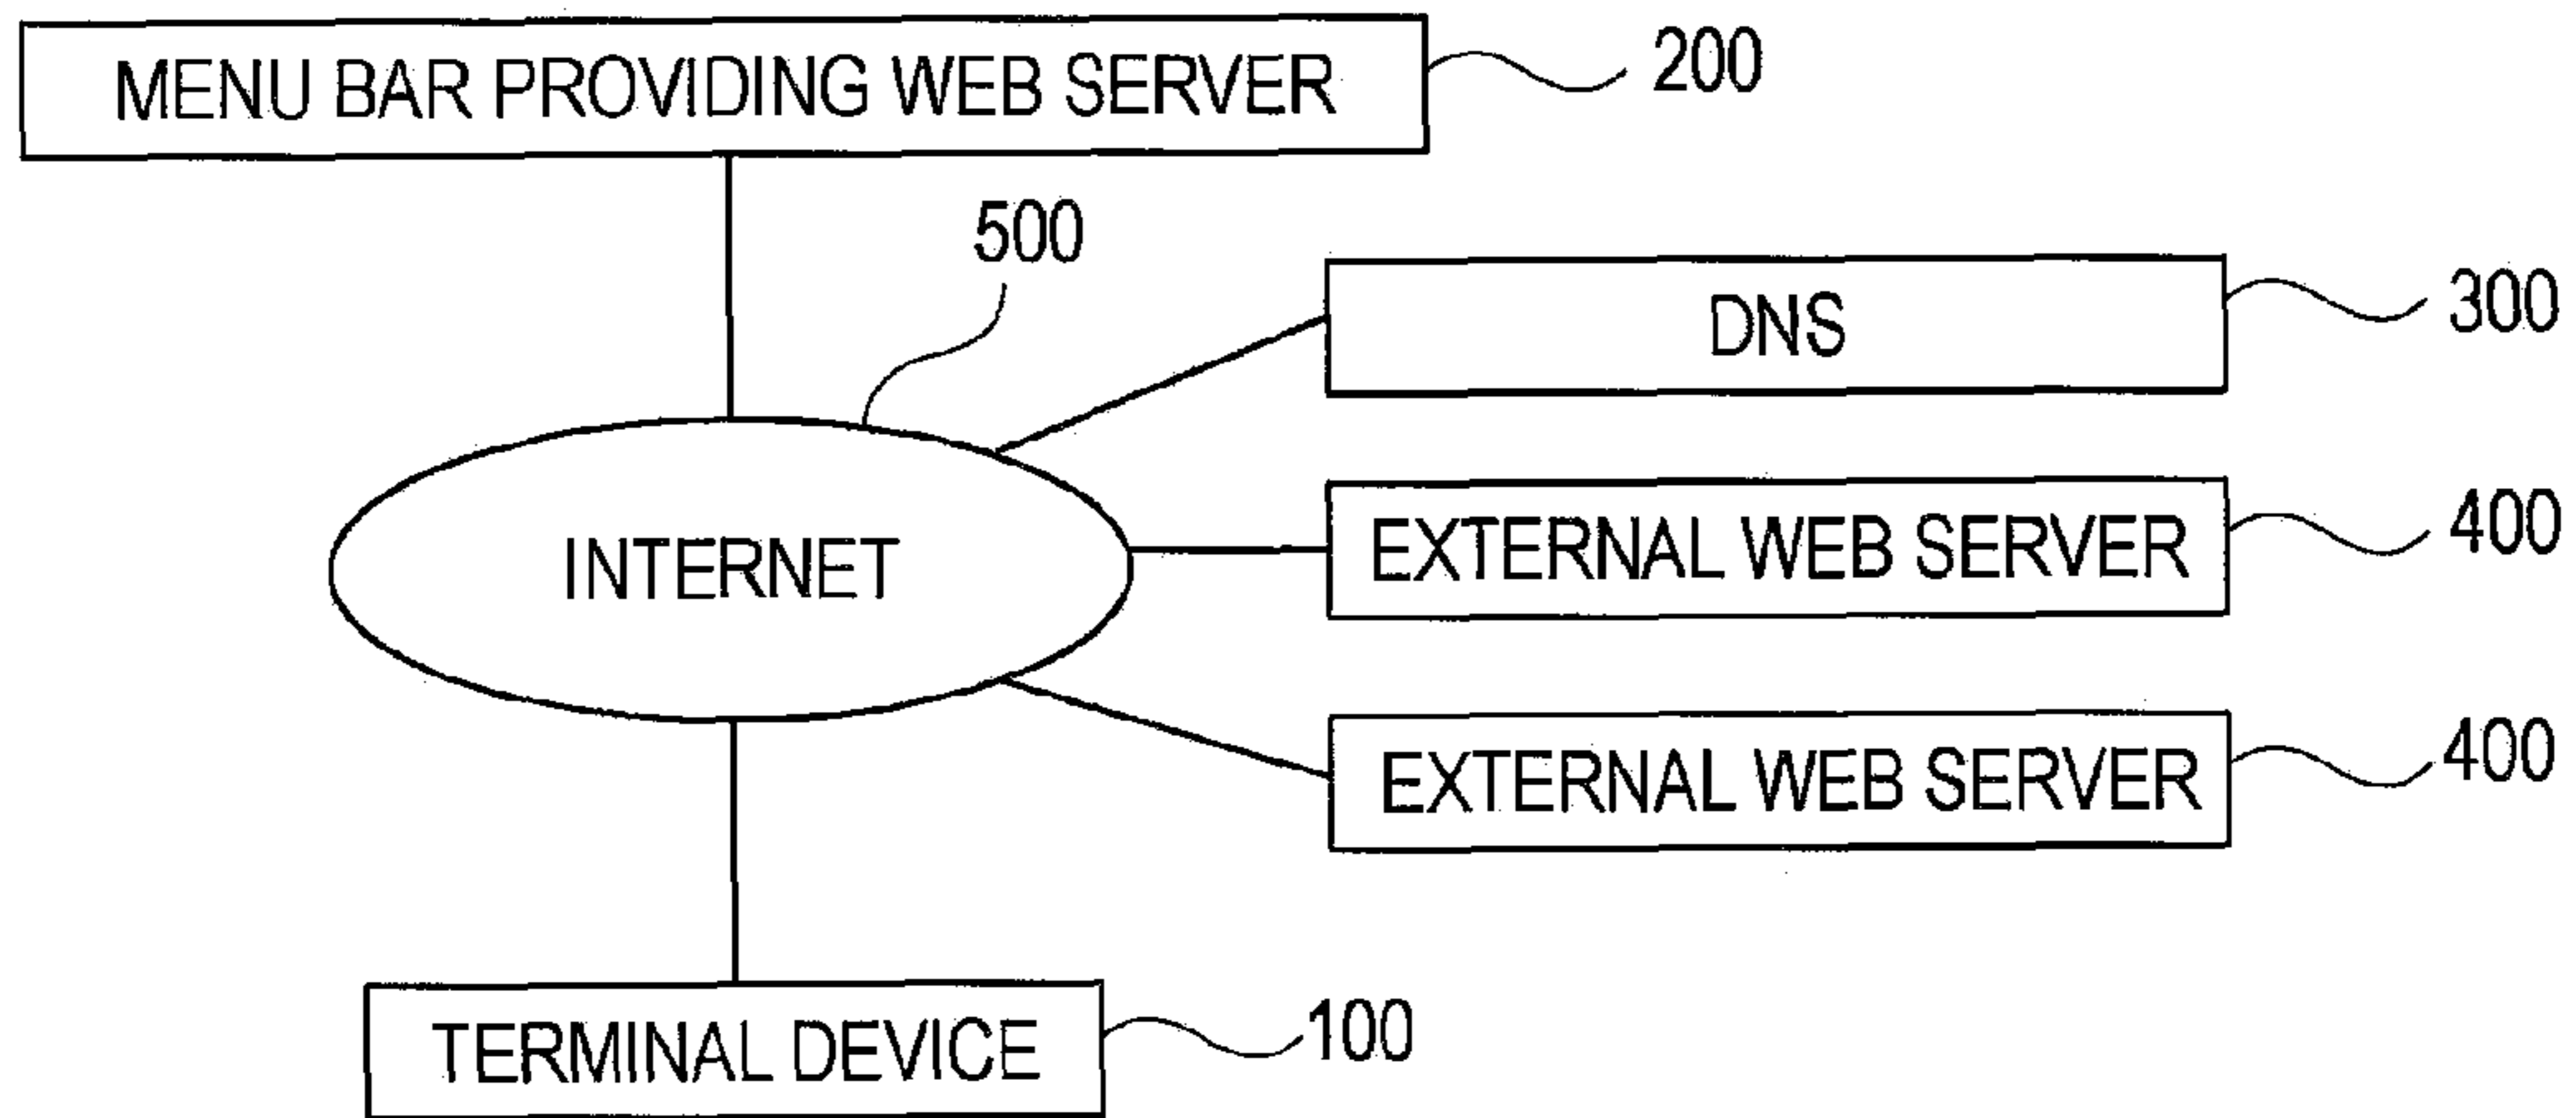 MENU BAR PROVIDING WEB SERVER
200
500
DNS
300
INTERNET
EXTERNAL WEB SERVER
400
EXTERNAL WEB SERVER
400
TERMINAL DEVICE
100